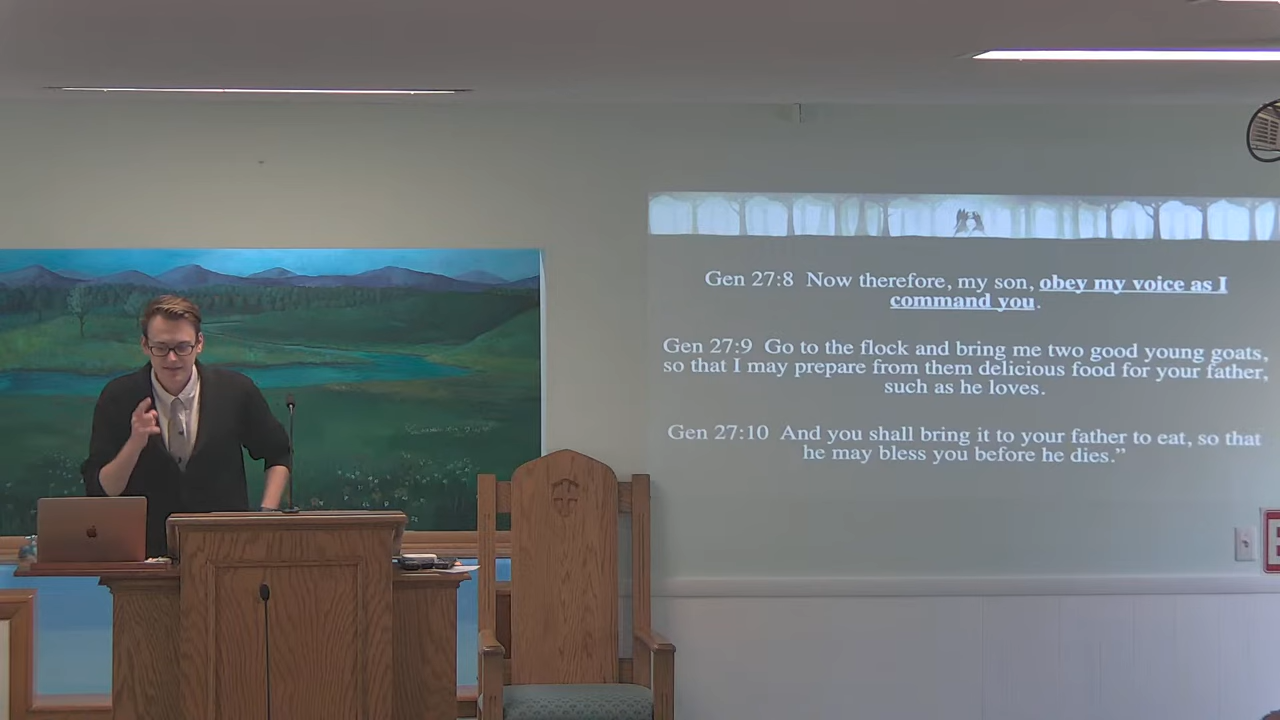 Gen 27:8 Now therefore, my son, obey my voice as I
command you.
Gen 27:9 Go to the flock and bring me two good young goats,
so that I may prepare from them delicious food for your father,
such as he loves.
Gen 27:10 And you shall bring it to your father to eat, so that
he may bless you before he dies.”